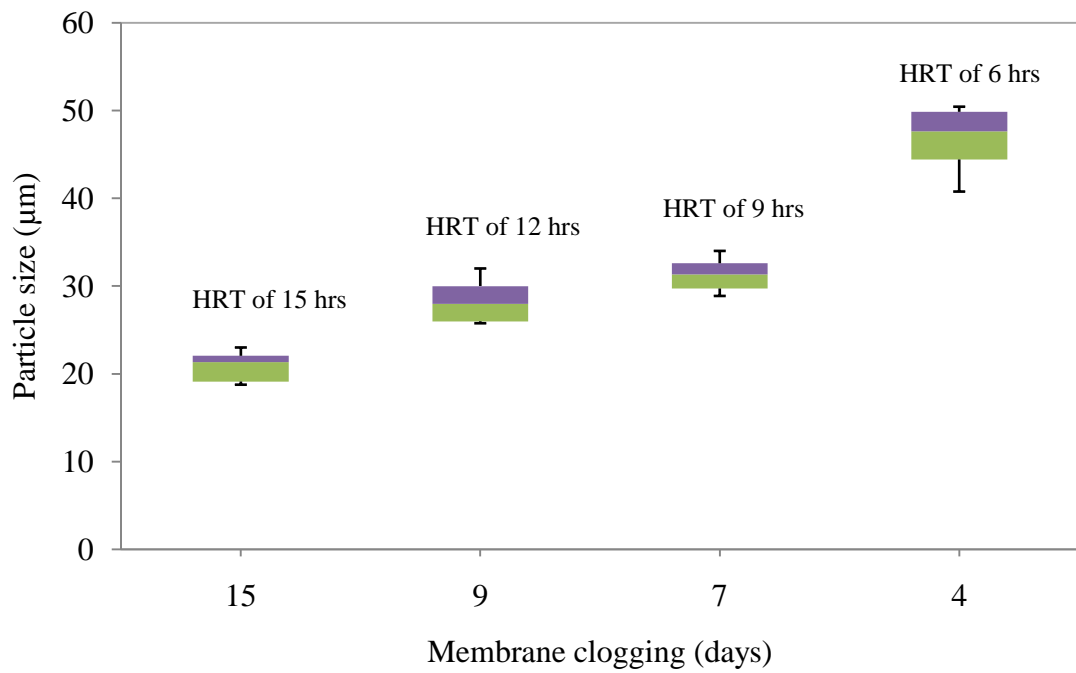 60
50
40
30
20
10
0
Particle size (μm)
HRT of 15 hrs
HRT of 12 hrs
HRT of 9 hrs
HRT of 6 hrs
15
9
7
4
Membrane clogging (days)